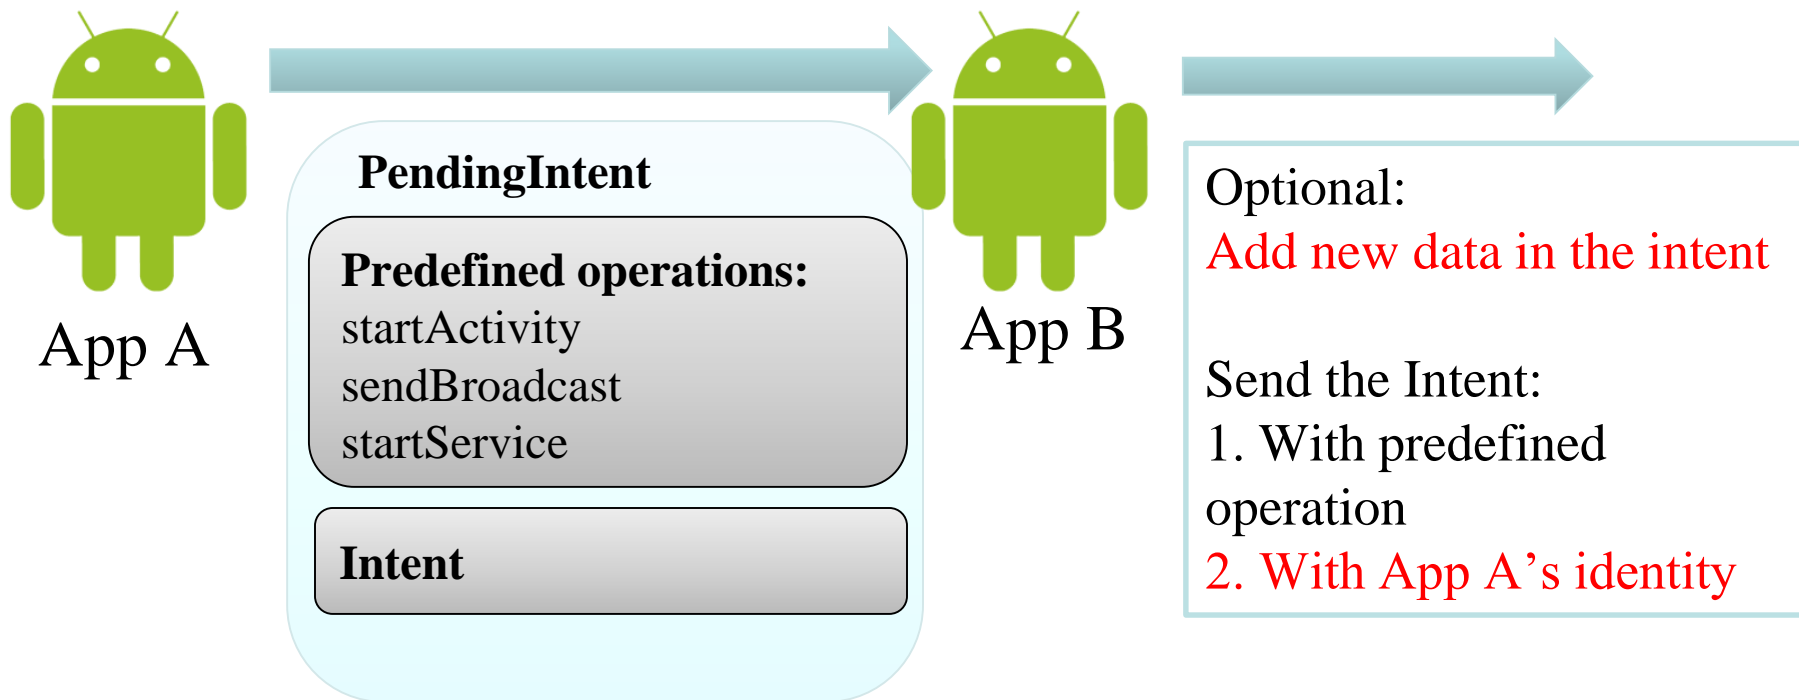 App A
PendingIntent
Predefined operations:
startActivity
sendBroadcast
startService
Intent
App B
Optional:
Add new data in the intent
Send the Intent:
1. With predefined
operation
2. With App A’s identity